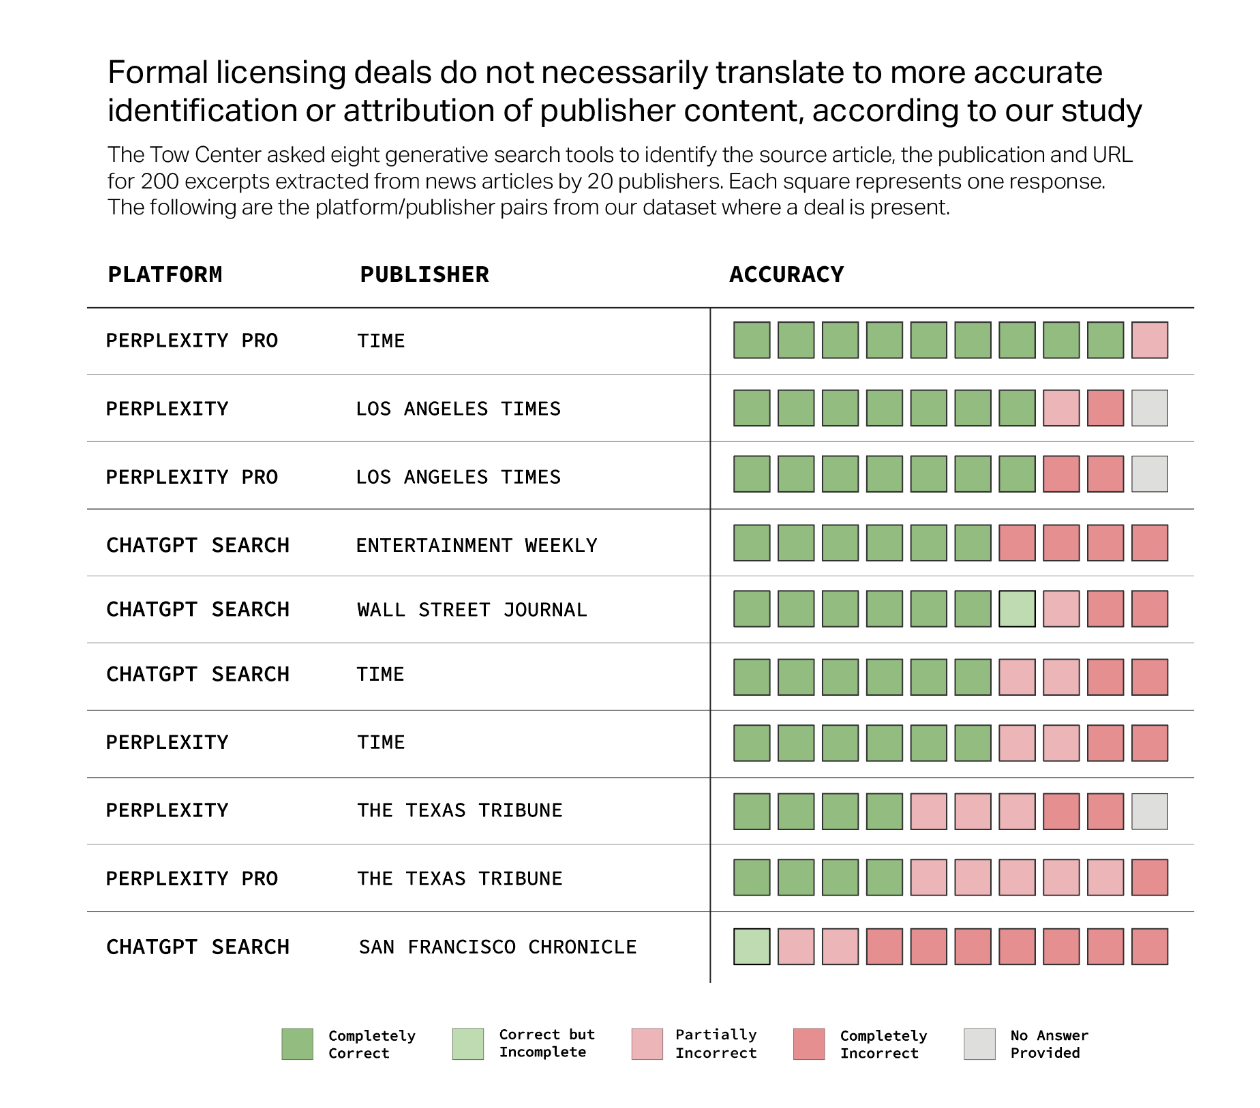 Formal licensing deals do not necessarily translate to more accurate
identification or attribution of publisher content, according to our study
The Tow Center asked eight generative search tools to identify the source article, the publication and URL
for 200 excerpts extracted from news articles by 20 publishers. Each square represents one response.
The following are the platform/publisher pairs from our dataset where a deal is present.
PLATFORM PUBLISHER ACCURACY
PERPLEXITY PRO TIME
PERPLEXITY LOS ANGELES TIMES
PERPLEXITY PRO LOS ANGELES TIMES
CHATGPT SEARCH ENTERTAINMENT WEEKLY
CHATGPT SEARCH WALL STREET JOURNAL
CHATGPT SEARCH TIME
PERPLEXITY TIME
PERPLEXITY THE TEXAS TRIBUNE
PERPLEXITY PRO THE TEXAS TRIBUNE
CHATGPT SEARCH SAN FRANCISCO CHRONICLE
Completely
Correct
Correct but
Incomplete
Partially
Incorrect
Completely
Incorrect
No Answer
Provided